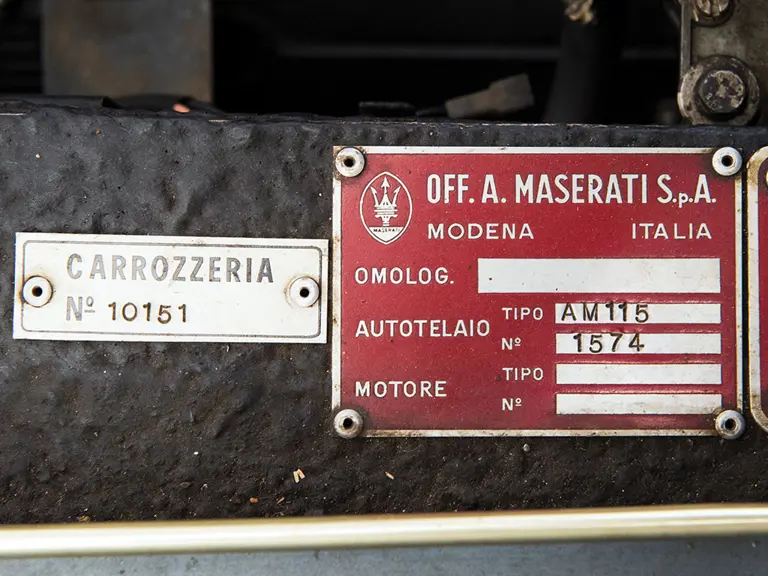 CARROZZERIA
Nº 10151
MASERATI
OFF. A. MASERATI S.p.A.
MODENA ITALIA
OMOLOG.
AUTOTELAIO TIPO AM115
Nº 1574
MOTORE TIPO
Nº